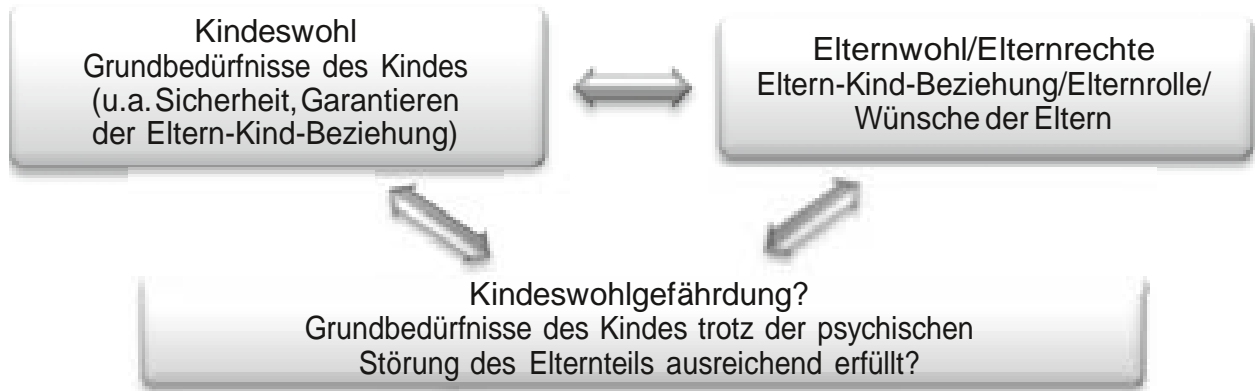 Kindeswohl
Grundbedürfnisse des Kindes
(u.a. Sicherheit, Garantieren
der Eltern-Kind-Beziehung)
Elternwohl/Elternrechte
Eltern-Kind-Beziehung/Elternrolle/
Wünsche der Eltern
Kindeswohlgefährdung?
Grundbedürfnisse des Kindes trotz der psychischen
Störung des Elternteils ausreichend erfüllt?